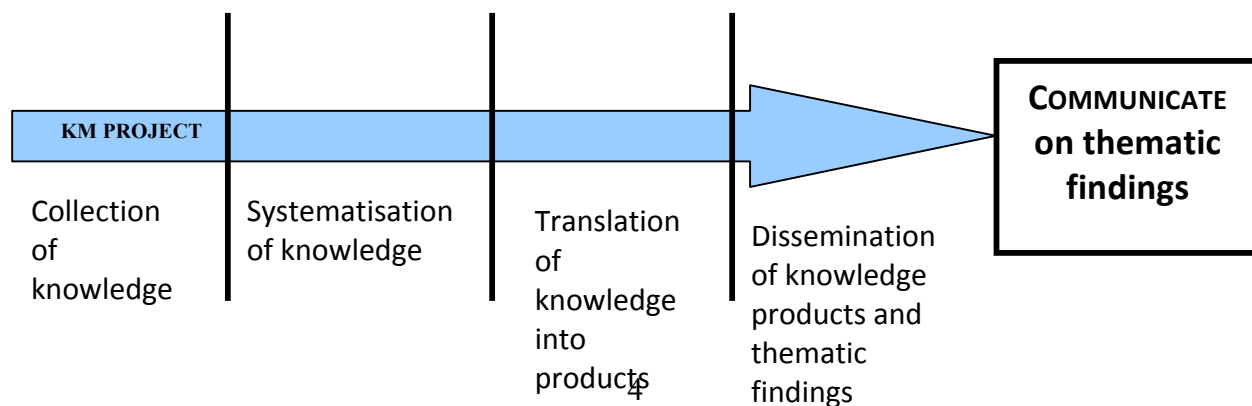 KM PROJECT
Collection
of
knowledge
Systematisation
of knowledge
Translation
of
knowledge
into
products
Dissemination
of knowledge
products and
thematic
findings
COMMUNICATE
on thematic
findings
4